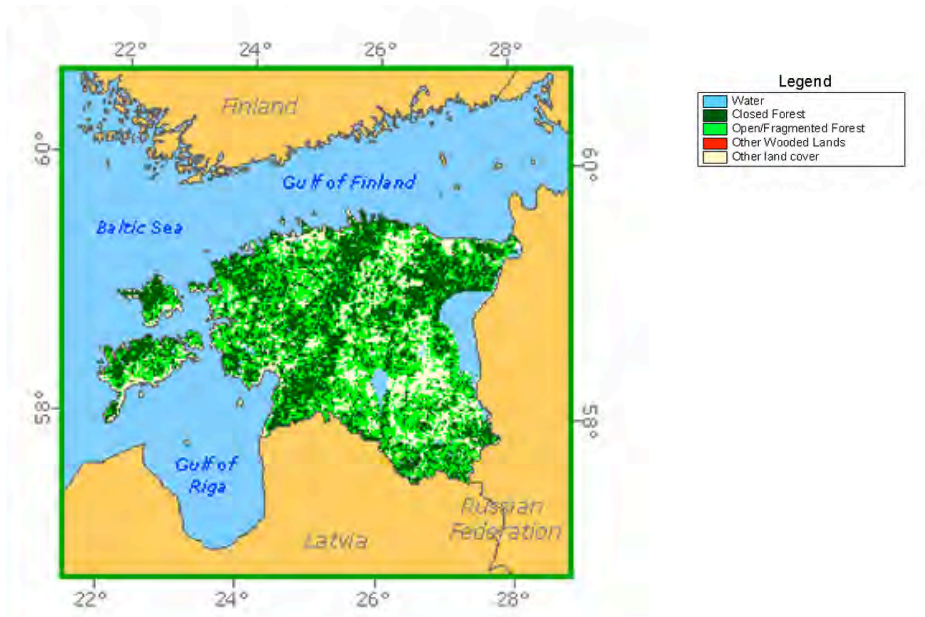 22° 24° 26° 28°
Finland
60°
60°
Gulf of Finland
Baltic Sea
58°
58°
Gulf of
Riga
Russian
Federation
Latvia
22° 24° 26° 28°
Legend
Water
Closed Forest
Open/Fragmented Forest
Other Wooded Lands
Other land cover